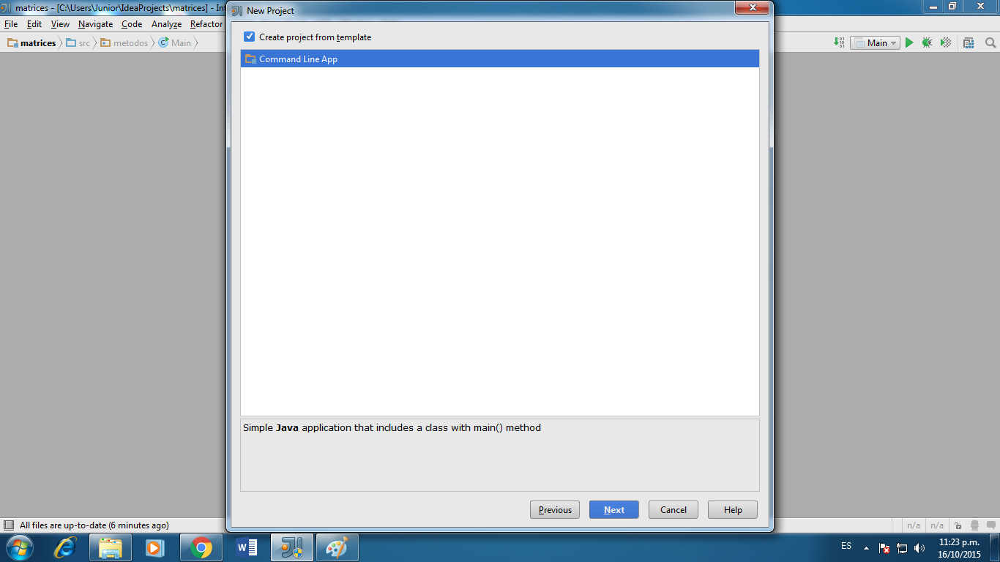 matrices - [C:\Users\Junior\IdeaProjects\matrices] - Int
New Project
File Edit View Navigate Code Analyze Refactor
Create project from template
matrices src metodos Main
Main
Command Line App
Simple Java application that includes a class with main() method
Previous Next Cancel Help
All files are up-to-date (6 minutes ago)
n/a n/a
ES
11:23 p.m.
16/10/2015